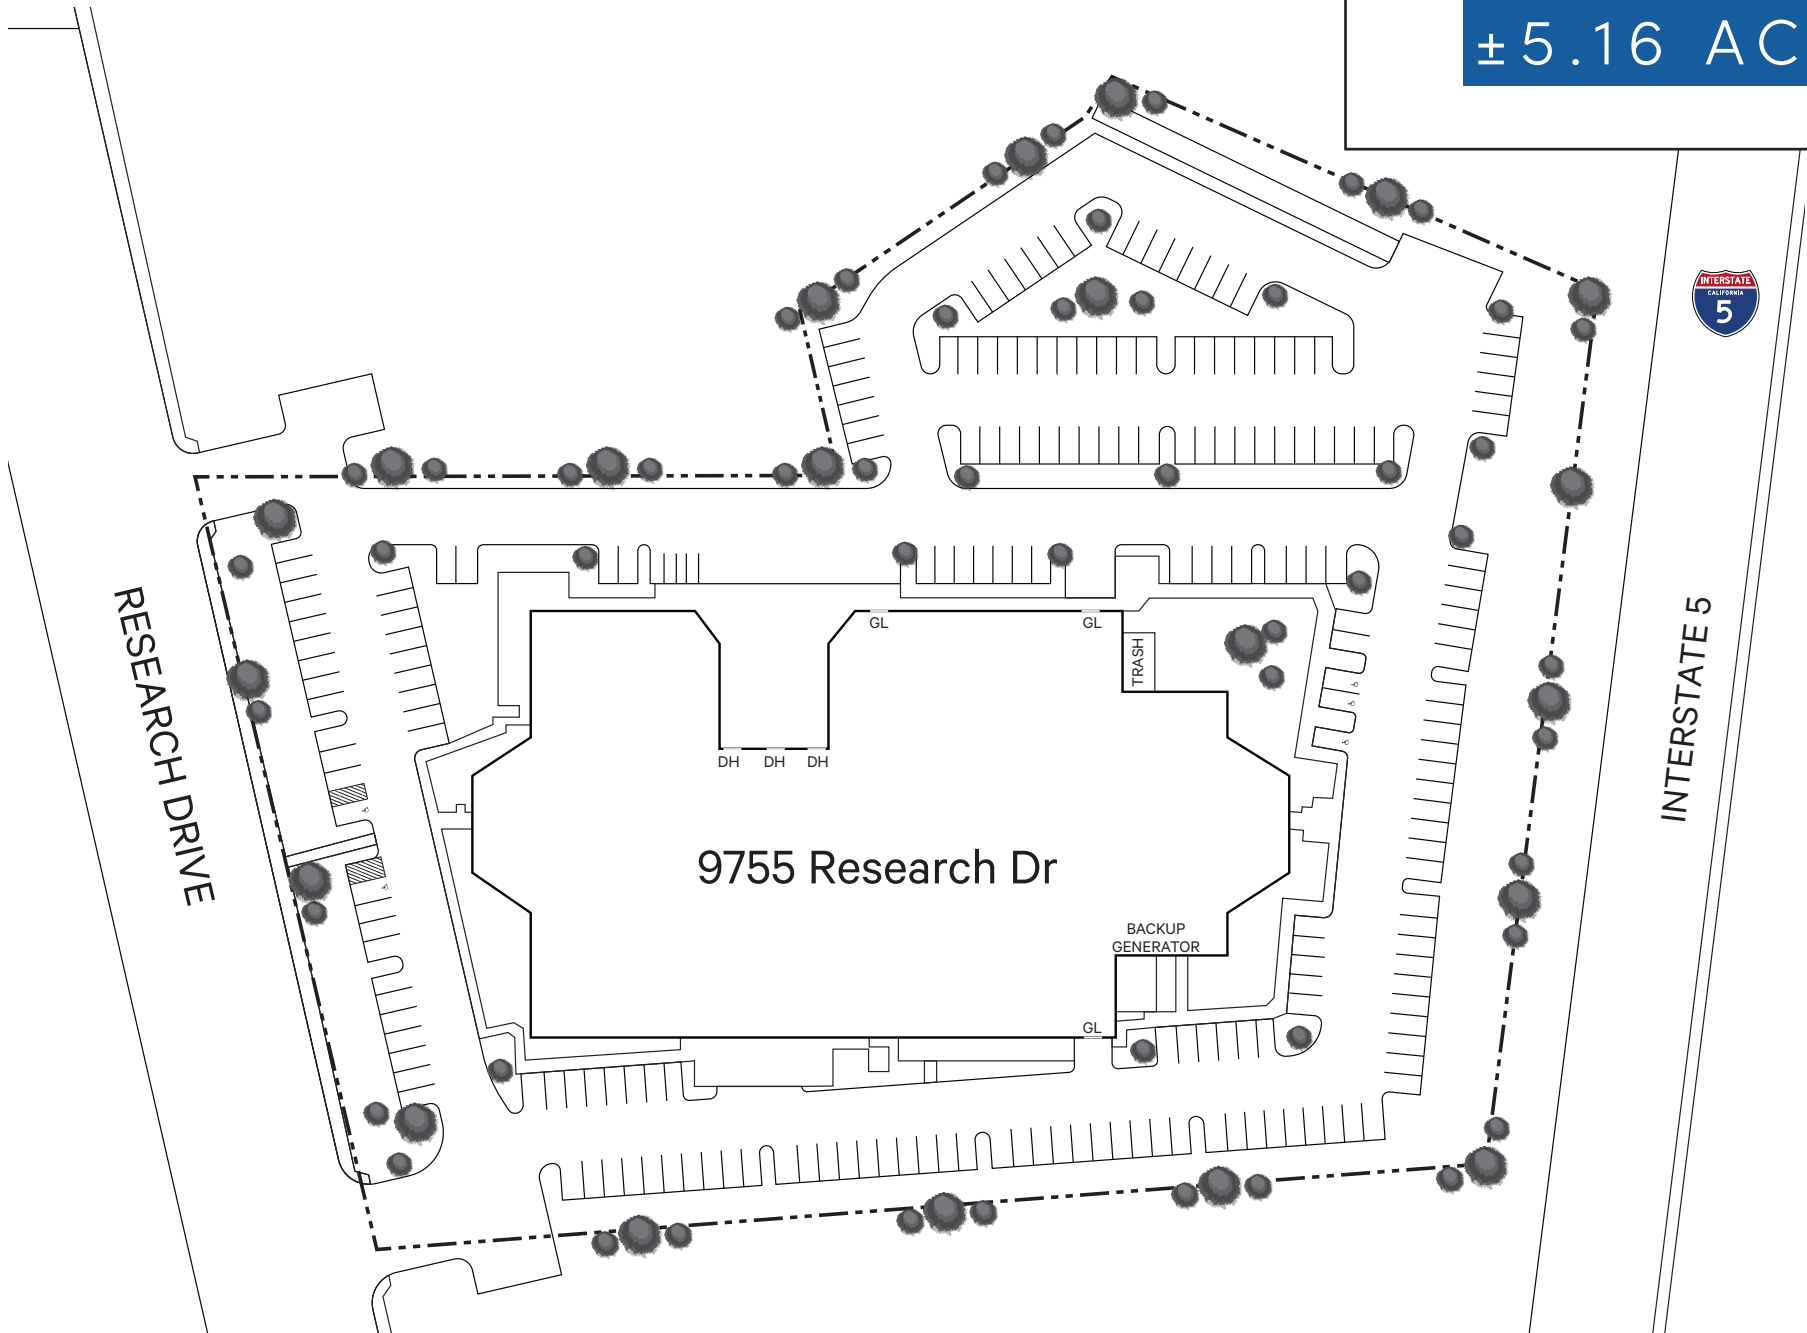 ±5.16 AC
INTERSTATE
CALIFORNIA
5
RESEARCH DRIVE
INTERSTATE 5
GL
GL
TRASH
DH
DH
DH
9755 Research Dr
BACKUP
GENERATOR
GL